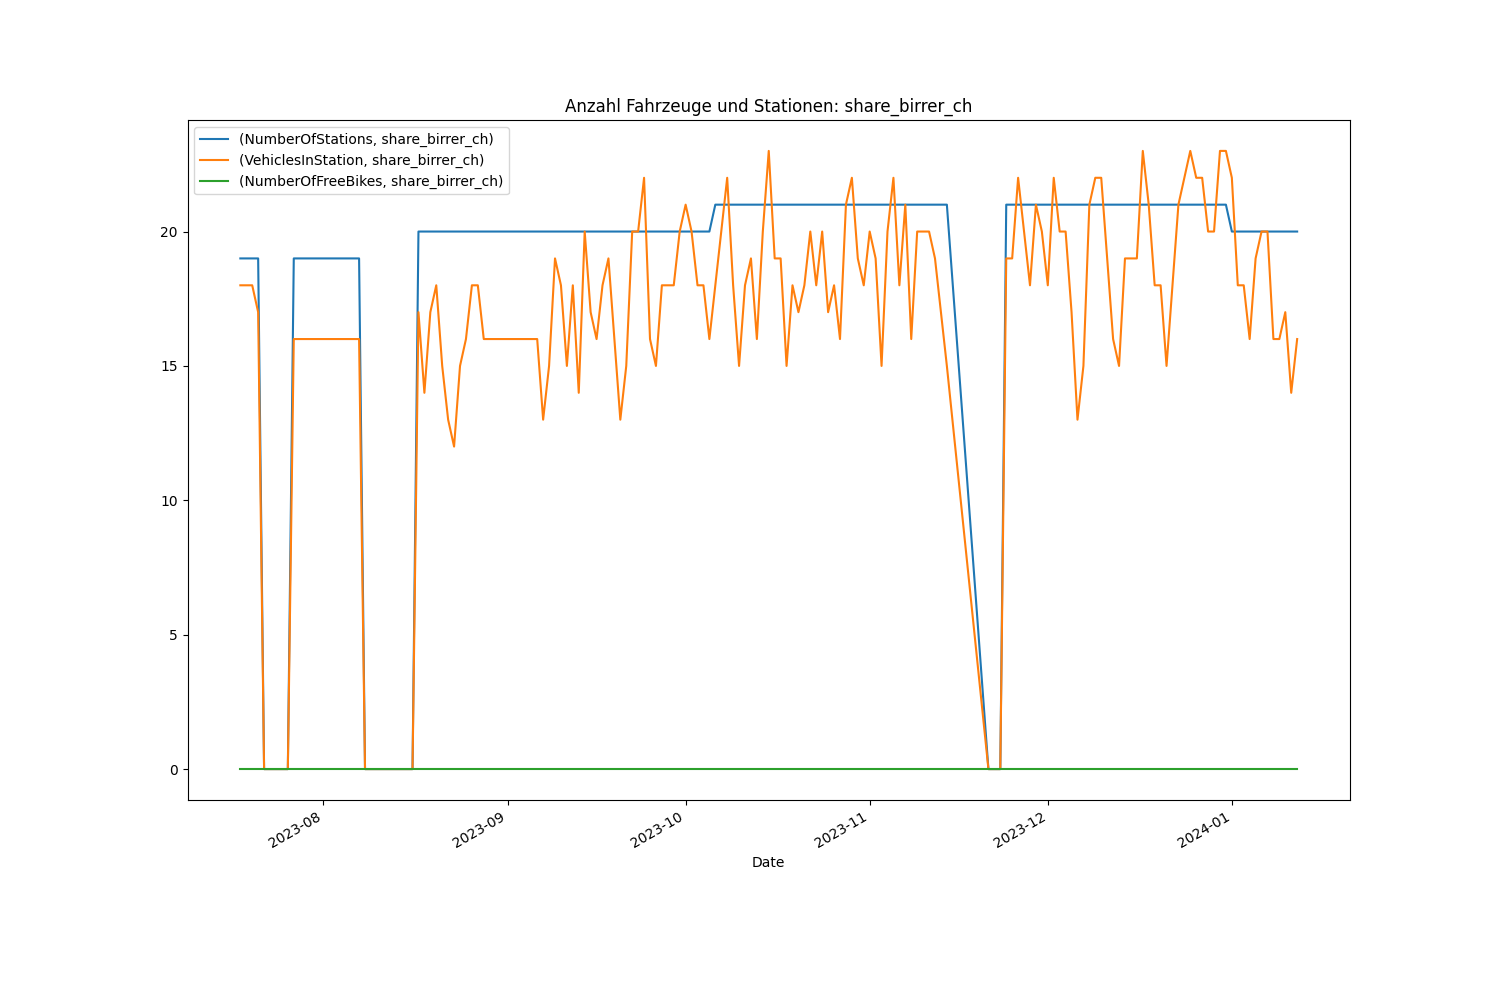 Anzahl Fahrzeuge und Stationen: share_birrer_ch
(NumberOfStations, share_birrer_ch)
(VehiclesInStation, share_birrer_ch)
(NumberOfFreeBikes, share_birrer_ch)
20
15
10
5
0
2023-08
2023-09
2023-10
2023-11
2023-12
2024-01
Date